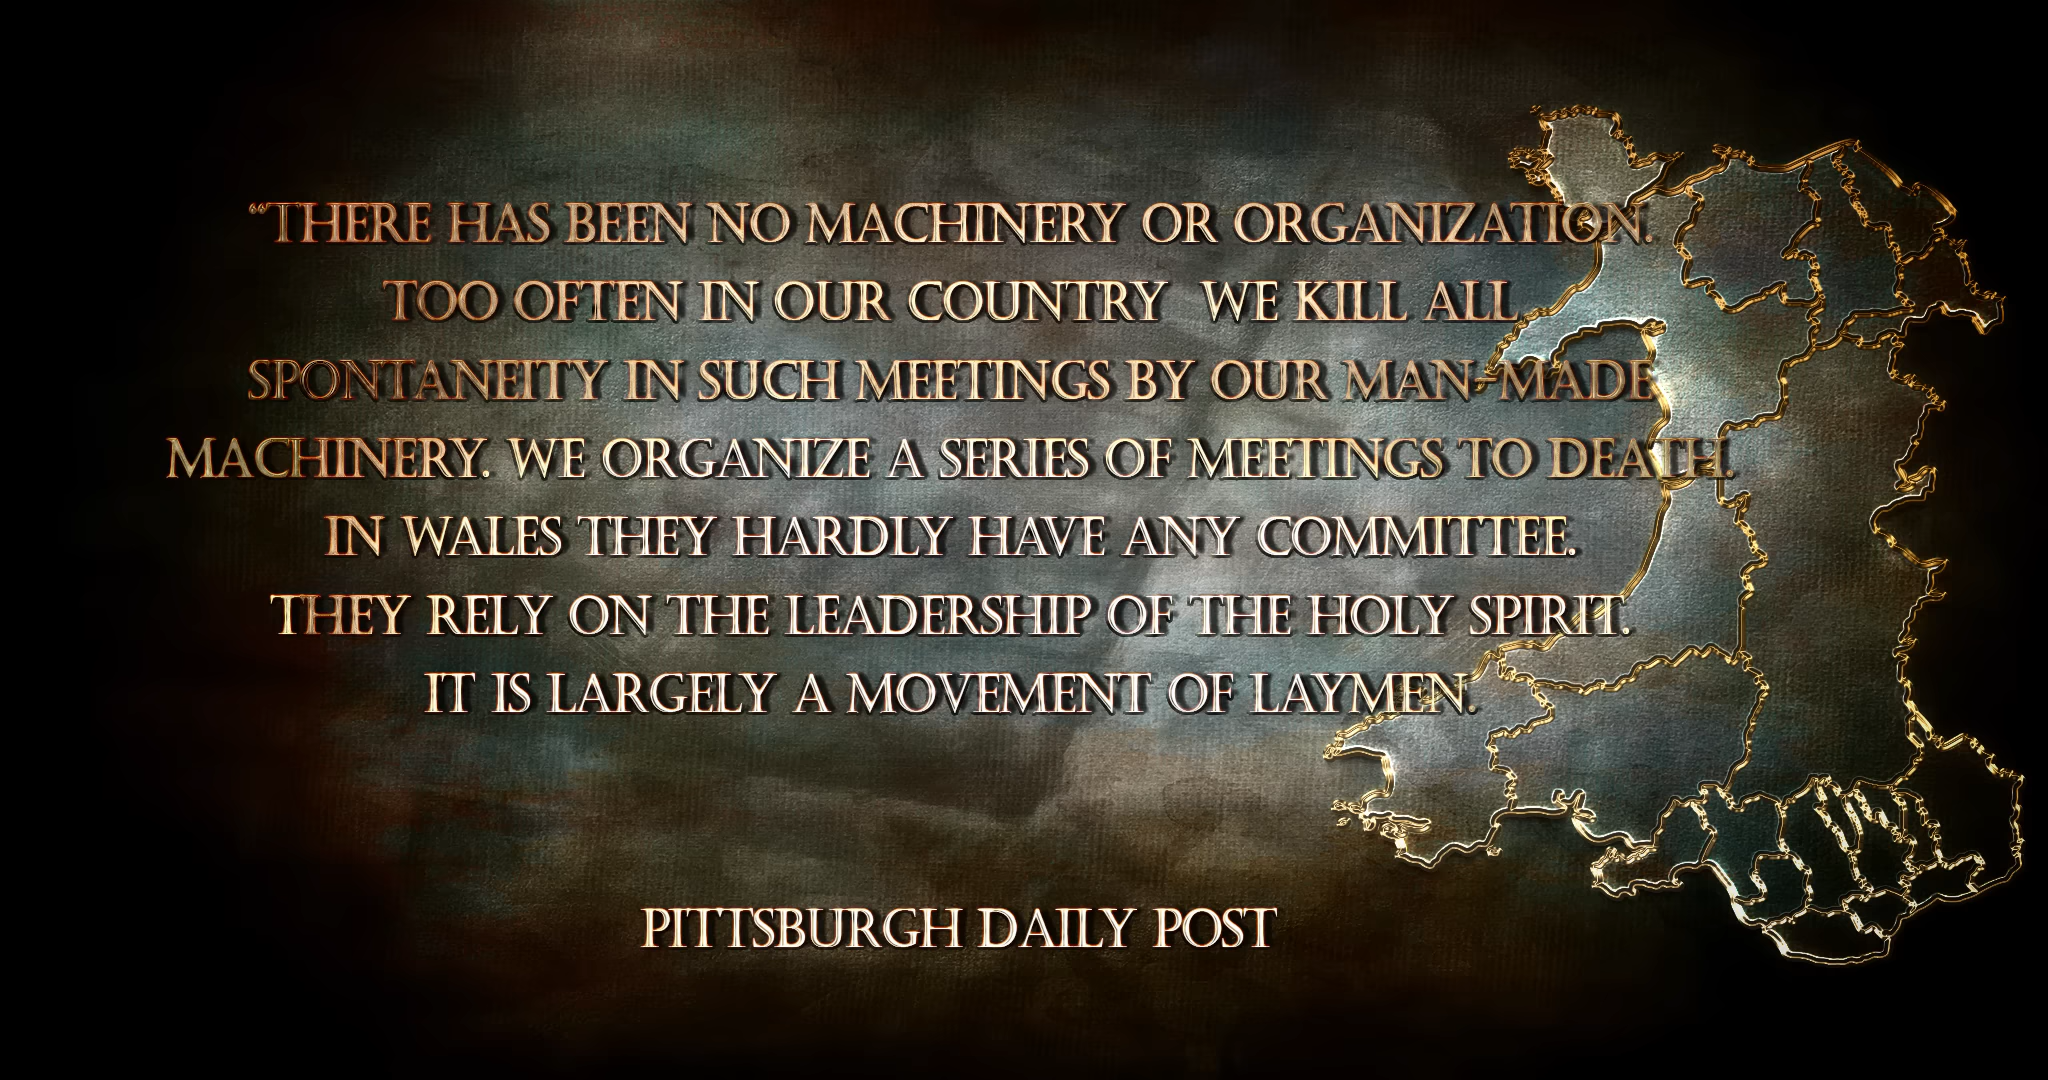 “THERE HAS BEEN NO MACHINERY OR ORGANIZATION.
TOO OFTEN IN OUR COUNTRY WE KILL ALL
SPONTANEITY IN SUCH MEETINGS BY OUR MAN-MADE
MACHINERY. WE ORGANIZE A SERIES OF MEETINGS TO DEATH.
IN WALES THEY HARDLY HAVE ANY COMMITTEE.
THEY RELY ON THE LEADERSHIP OF THE HOLY SPIRIT.
IT IS LARGELY A MOVEMENT OF LAYMEN.
PITTSBURGH DAILY POST